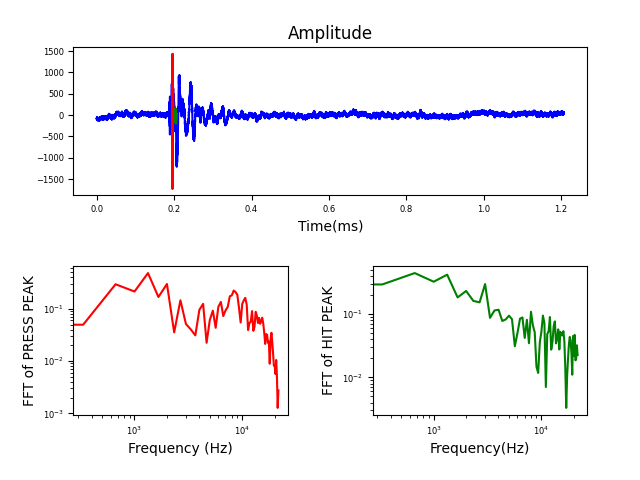 Amplitude
1500
1000
500
0
−500
−1000
−1500
0.0 0.2 0.4 0.6 0.8 1.0 1.2
Time(ms)
FFT of PRESS PEAK
10⁻¹
10⁻²
10⁻³
10³ 10⁴
Frequency (Hz)
FFT of HIT PEAK
10⁻¹
10⁻²
10³ 10⁴
Frequency(Hz)